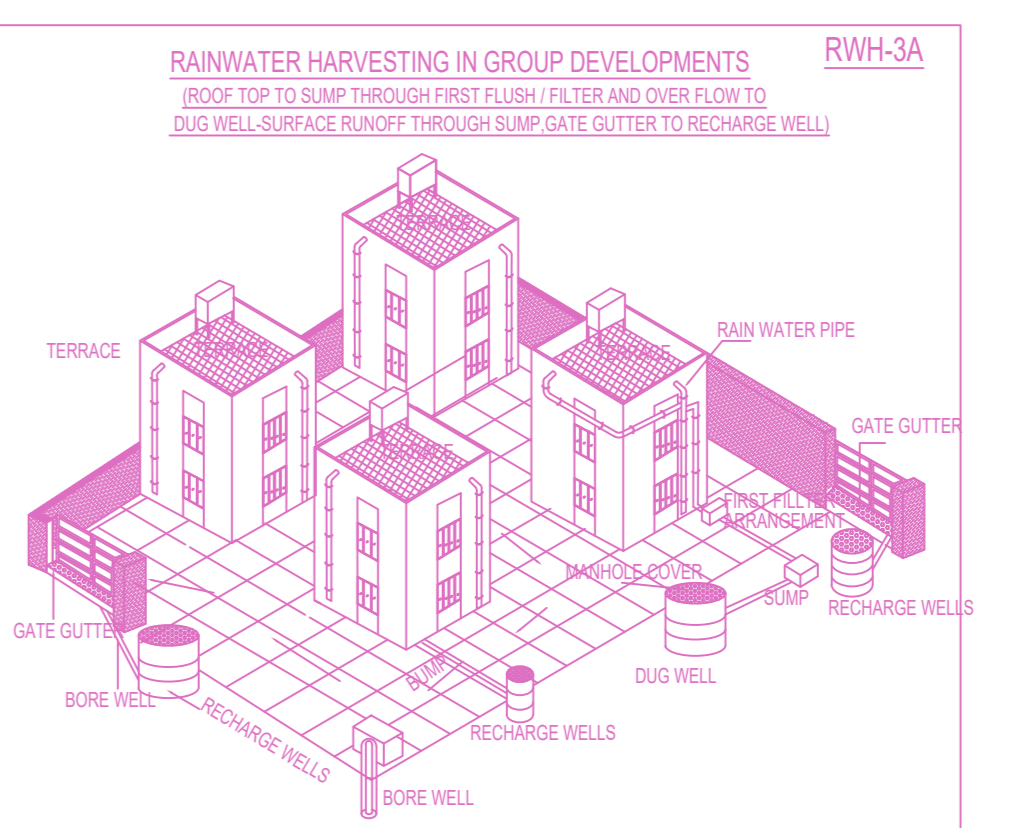 RWH-3A
RAINWATER HARVESTING IN GROUP DEVELOPMENTS
(ROOF TOP TO SUMP THROUGH FIRST FLUSH / FILTER AND OVER FLOW TO
DUG WELL-SURFACE RUNOFF THROUGH SUMP,GATE GUTTER TO RECHARGE WELL)
TERRACE
RAIN WATER PIPE
TERRACE
TERRACE
TERRACE
GATE GUTTER
TERRACE
FIRST FILLTER
ARRANGEMENT
MANHOLE COVER
SUMP
RECHARGE WELLS
GATE GUTTER
DUG WELL
BUMP
BORE WELL
RECHARGE WELLS
RECHARGE WELLS
BORE WELL